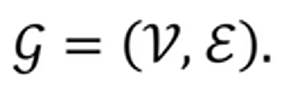 𝒢 = (𝒱, ℰ).